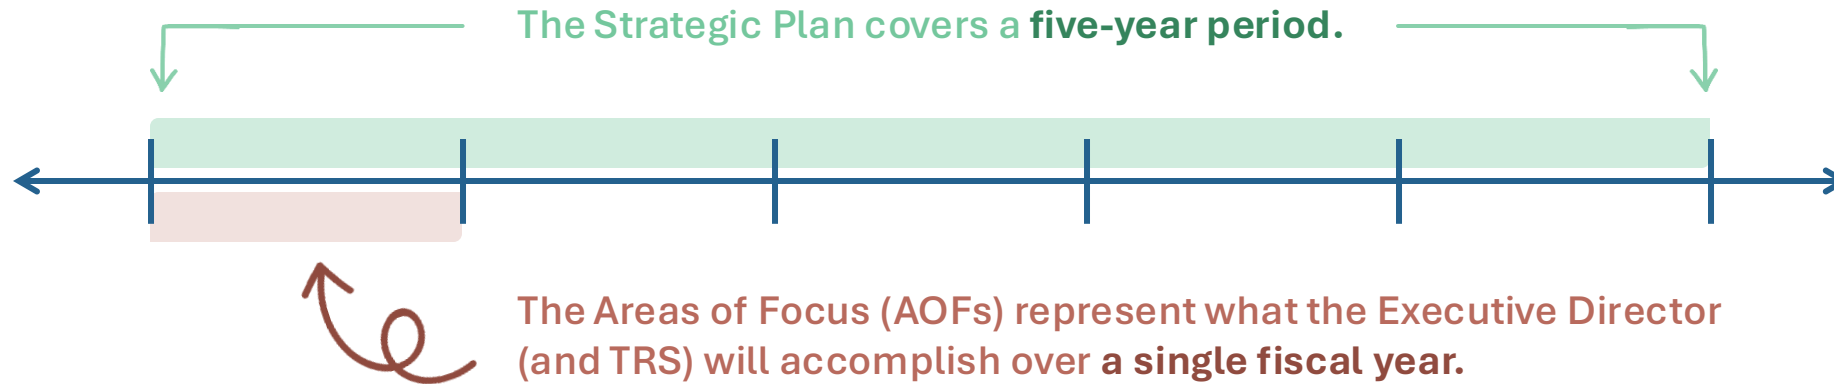 The Strategic Plan covers a five-year period.
The Areas of Focus (AOFs) represent what the Executive Director
(and TRS) will accomplish over a single fiscal year.